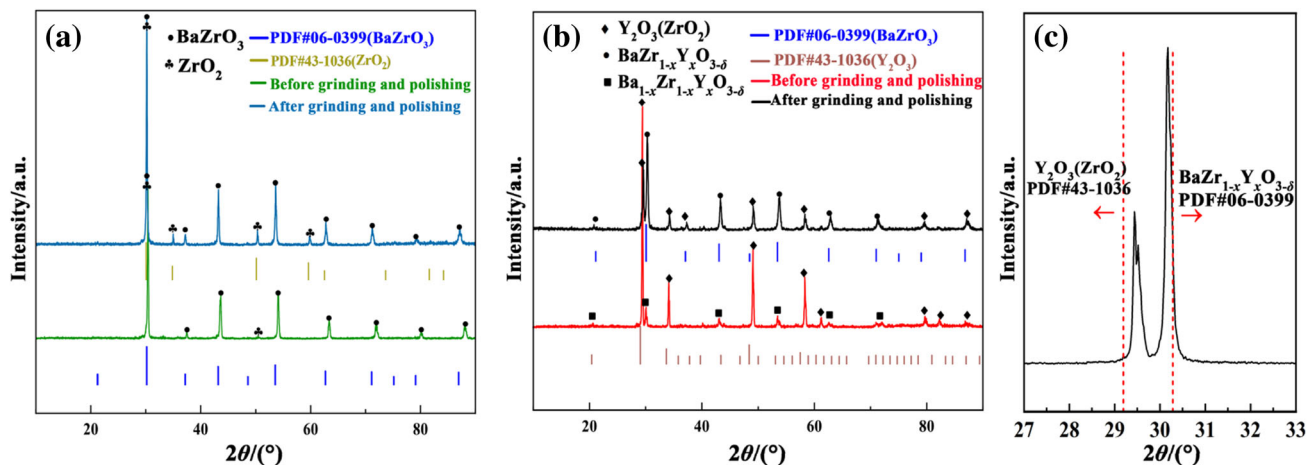 (a)
BaZrO₃
ZrO₂
PDF#06-0399(BaZrO₃)
PDF#43-1036(ZrO₂)
Before grinding and polishing
After grinding and polishing
Intensity/a.u.
20
40
60
80
2θ/(°)
(b)
Y₂O₃(ZrO₂)
BaZr₁₋ₓYₓO₃₋δ
Ba₁₋ₓZr₁₋ₓYₓO₃₋δ
PDF#06-0399(BaZrO₃)
PDF#43-1036(Y₂O₃)
Before grinding and polishing
After grinding and polishing
Intensity/a.u.
20
40
60
80
2θ/(°)
(c)
Y₂O₃(ZrO₂)
PDF#43-1036
BaZr₁₋ₓYₓO₃₋δ
PDF#06-0399
Intensity/a.u.
27
28
29
30
31
32
33
2θ/(°)